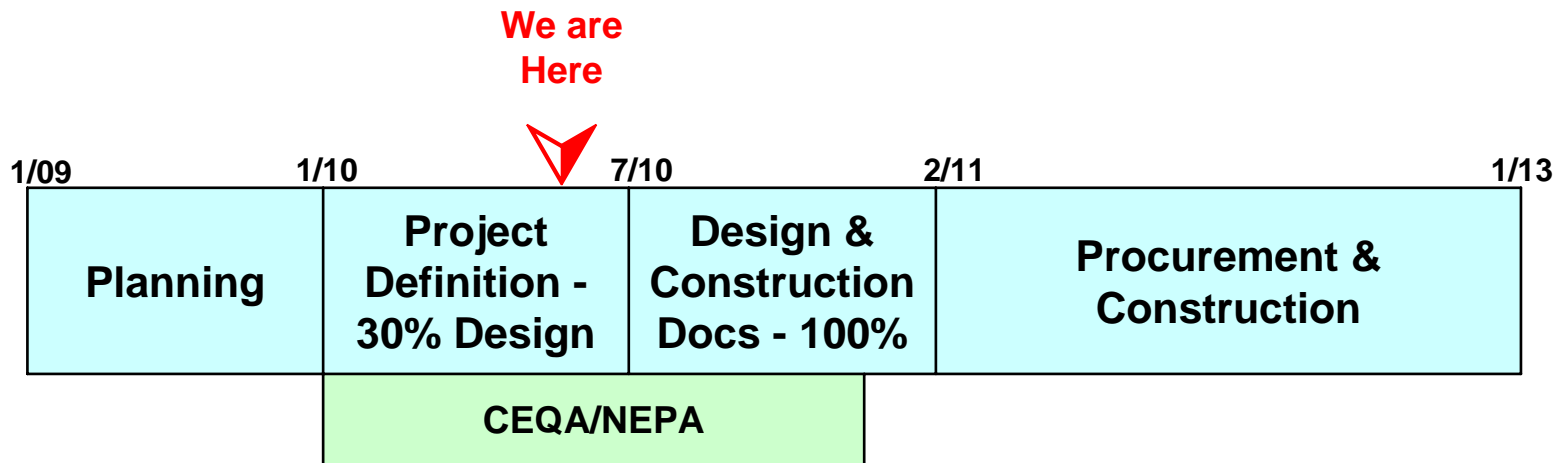 We are
Here
1/09
1/10
7/10
2/11
1/13
Planning
Project
Definition -
30% Design
Design &
Construction
Docs - 100%
Procurement &
Construction
CEQA/NEPA